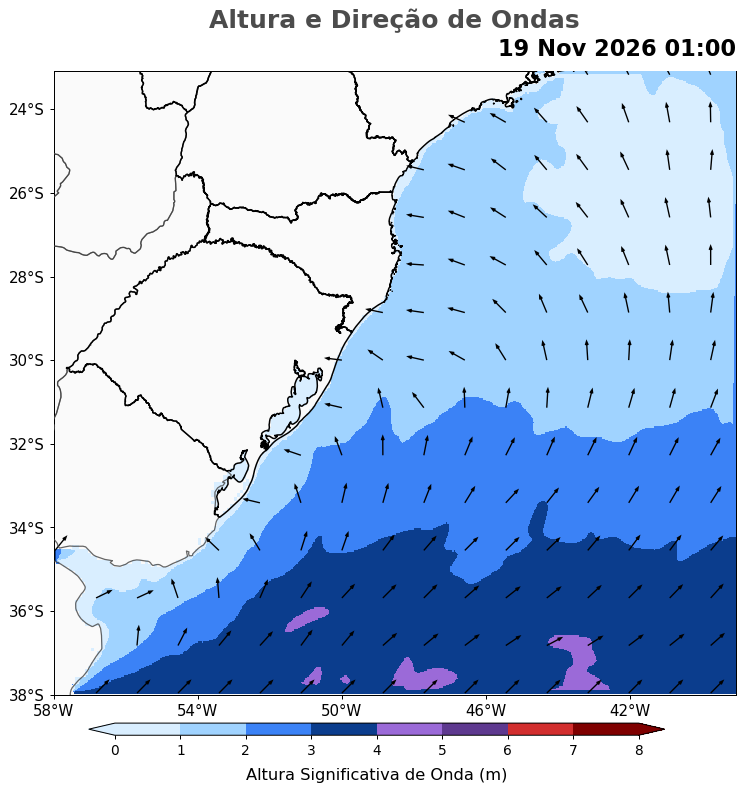 Altura e Direção de Ondas
19 Nov 2026 01:00
24°S
26°S
28°S
30°S
32°S
34°S
36°S
38°S
58°W 54°W 50°W 46°W 42°W
0 1 2 3 4 5 6 7 8
Altura Significativa de Onda (m)